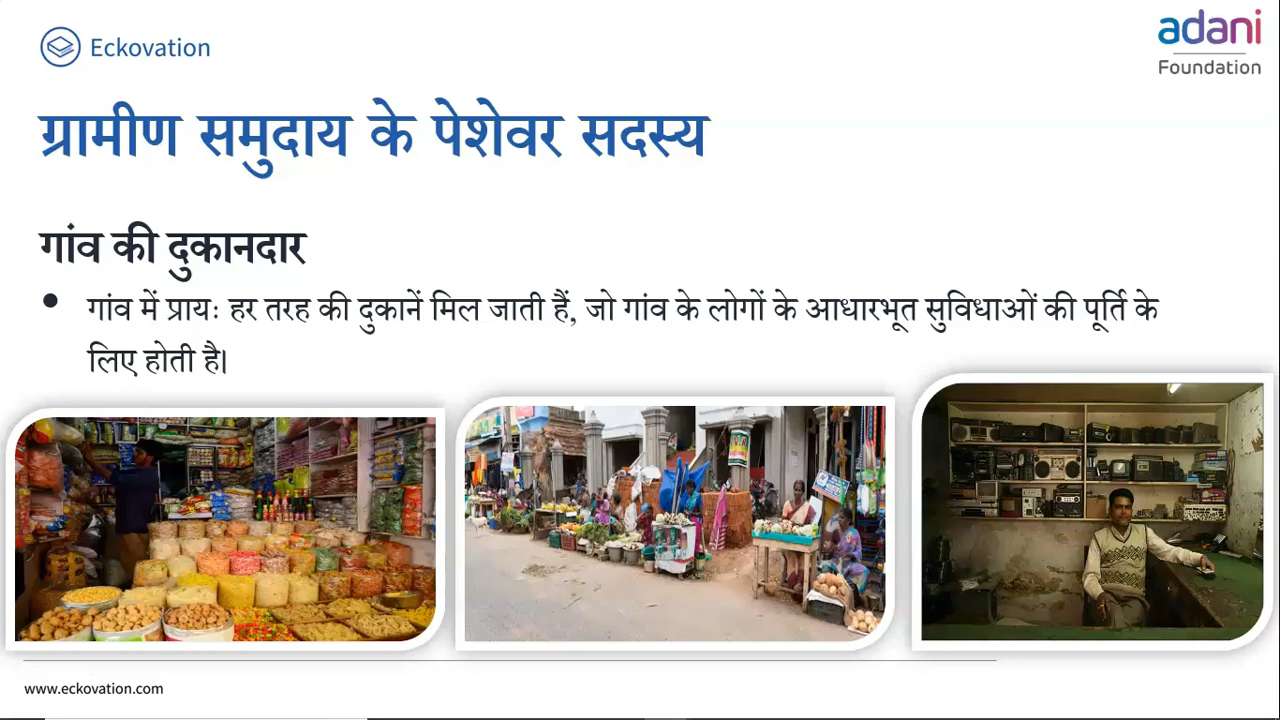 Eckovation
adani
Foundation
ग्रामीण समुदाय के पेशेवर सदस्य
गांव की दुकानदार
• गांव में प्रायः हर तरह की दुकानें मिल जाती हैं, जो गांव के लोगों के आधारभूत सुविधाओं की पूर्ति के
लिए होती है।
www.eckovation.com